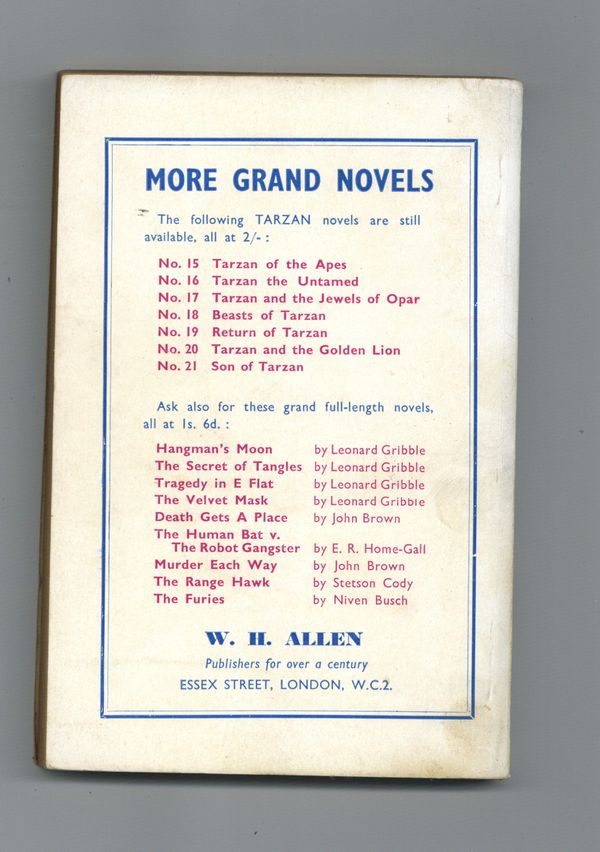 MORE GRAND NOVELS
The following TARZAN novels are still
available, all at 2/- :
No. 15 Tarzan of the Apes
No. 16 Tarzan the Untamed
No. 17 Tarzan and the Jewels of Opar
No. 18 Beasts of Tarzan
No. 19 Return of Tarzan
No. 20 Tarzan and the Golden Lion
No. 21 Son of Tarzan
Ask also for these grand full-length novels,
all at 1s. 6d. :
Hangman's Moon by Leonard Gribble
The Secret of Tangles by Leonard Gribble
Tragedy in E Flat by Leonard Gribble
The Velvet Mask by Leonard Gribble
Death Gets A Place by John Brown
The Human Bat v.
The Robot Gangster by E. R. Home-Gall
Murder Each Way by John Brown
The Range Hawk by Stetson Cody
The Furies by Niven Busch
W. H. ALLEN
Publishers for over a century
ESSEX STREET, LONDON, W.C.2.